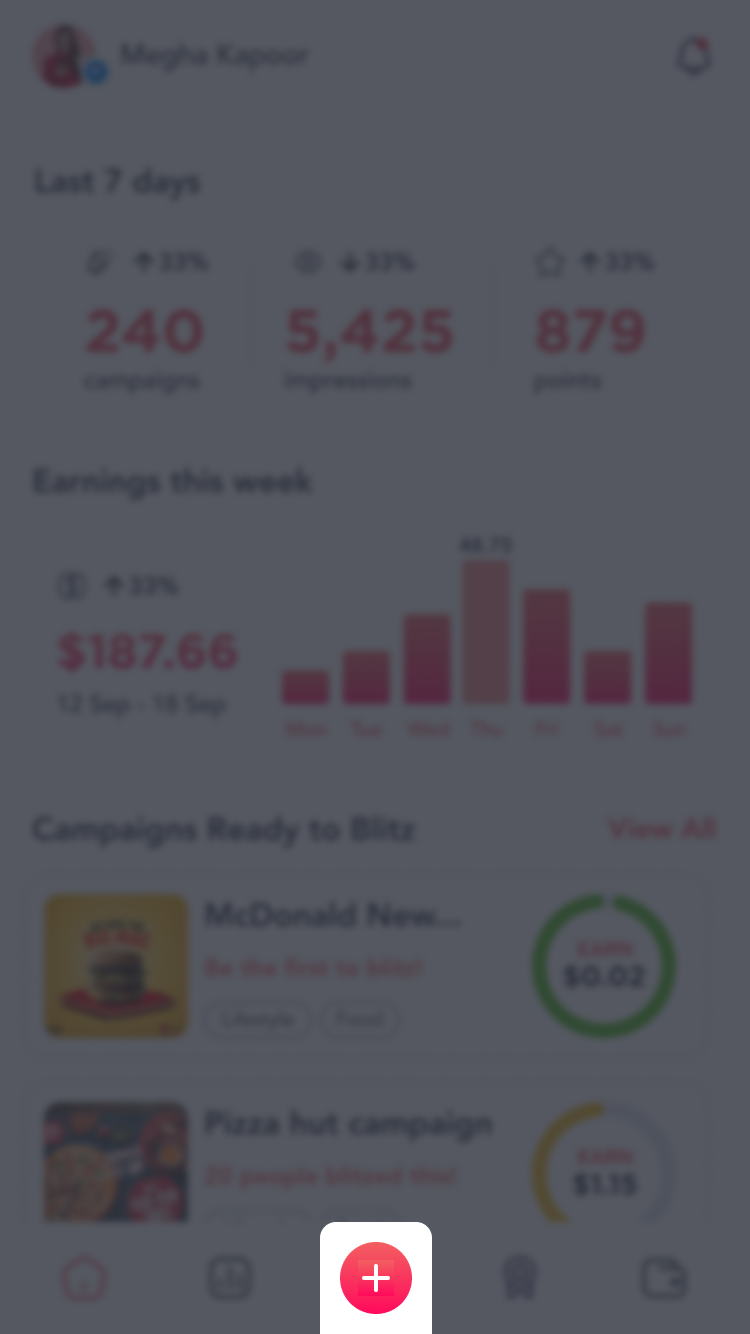 Megha Kapoor
Last 7 days
↑33% ↓33% ↑33%
240 5,425 879
campaigns impressions points
Earnings this week
48.75
↑33%
$187.66
12 Sep - 18 Sep
Mon Tue Wed Thu Fri Sat Sun
Campaigns Ready to Blitz View All
McDonald New...
Be the first to blitz!
Lifestyle Food
EARN
$0.02
Pizza hut campaign
20 people blitzed this!
EARN
$1.15